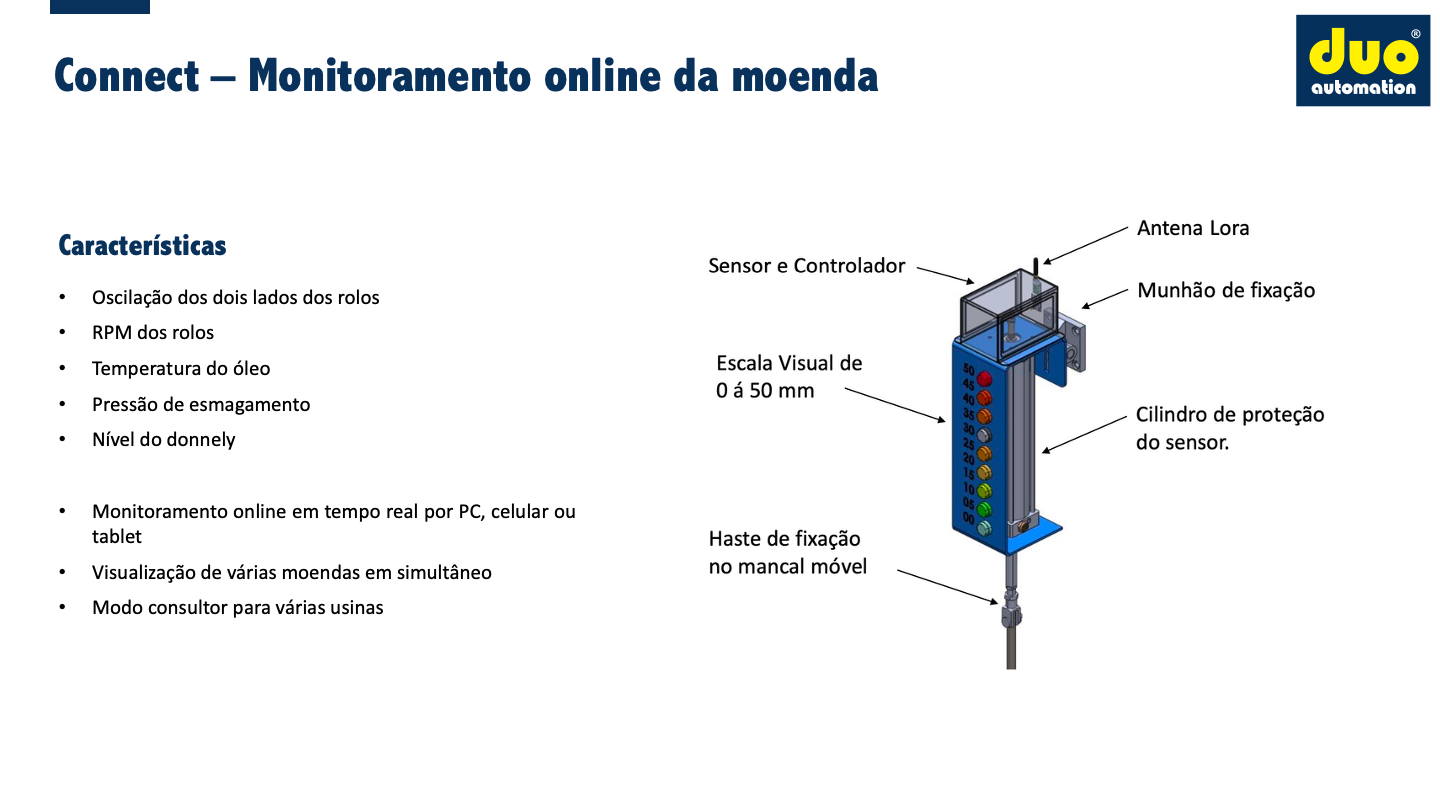 Connect – Monitoramento online da moenda
duo®
automation
Características
• Oscilação dos dois lados dos rolos
• RPM dos rolos
• Temperatura do óleo
• Pressão de esmagamento
• Nível do donnely
• Monitoramento online em tempo real por PC, celular ou
tablet
• Visualização de várias moendas em simultâneo
• Modo consultor para várias usinas
Antena Lora
Sensor e Controlador
Munhão de fixação
Escala Visual de
0 á 50 mm
Cilindro de proteção
do sensor.
Haste de fixação
no mancal móvel
50
45
40
35
30
25
20
15
10
05
00